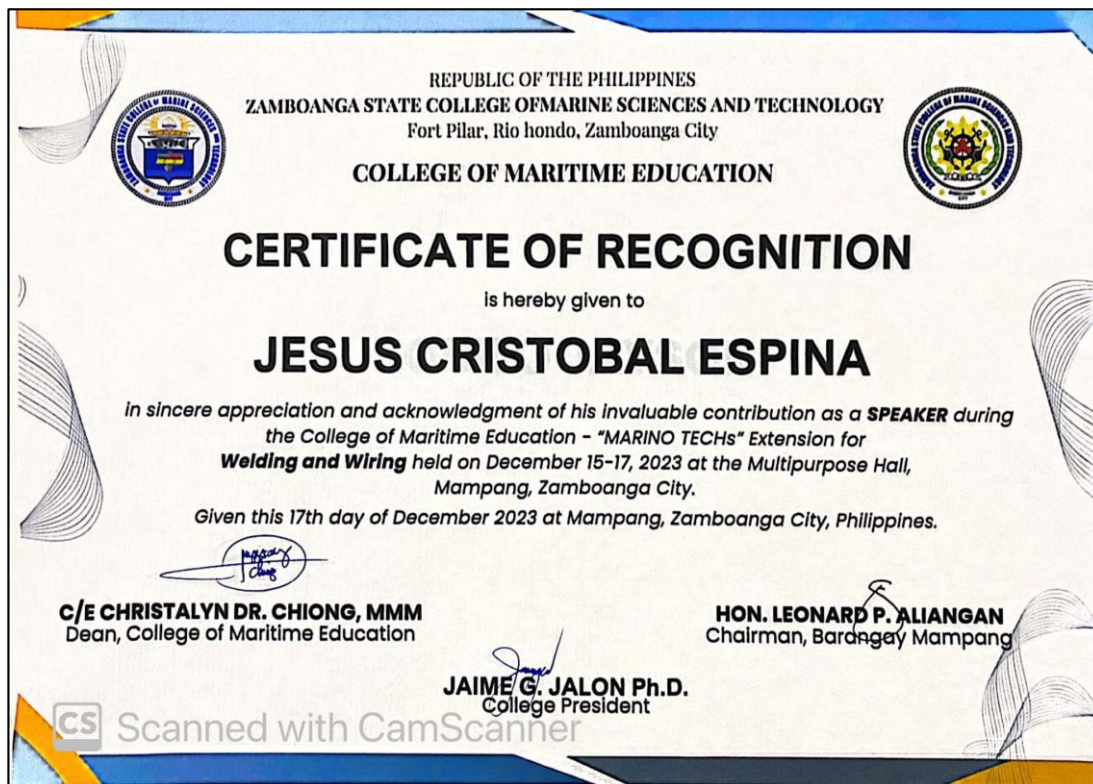 REPUBLIC OF THE PHILIPPINES
ZAMBOANGA STATE COLLEGE OFMARINE SCIENCES AND TECHNOLOGY
Fort Pilar, Rio hondo, Zamboanga City
COLLEGE OF MARITIME EDUCATION
CERTIFICATE OF RECOGNITION
is hereby given to
JESUS CRISTOBAL ESPINA
in sincere appreciation and acknowledgment of his invaluable contribution as a SPEAKER during
the College of Maritime Education - “MARINO TECHs” Extension for
Welding and Wiring held on December 15-17, 2023 at the Multipurpose Hall,
Mampang, Zamboanga City.
Given this 17th day of December 2023 at Mampang, Zamboanga City, Philippines.
C/E CHRISTALYN DR. CHIONG, MMM
Dean, College of Maritime Education
HON. LEONARD P. ALIANGAN
Chairman, Barangay Mampang
JAIME G. JALON Ph.D.
College President
CS Scanned with CamScanner